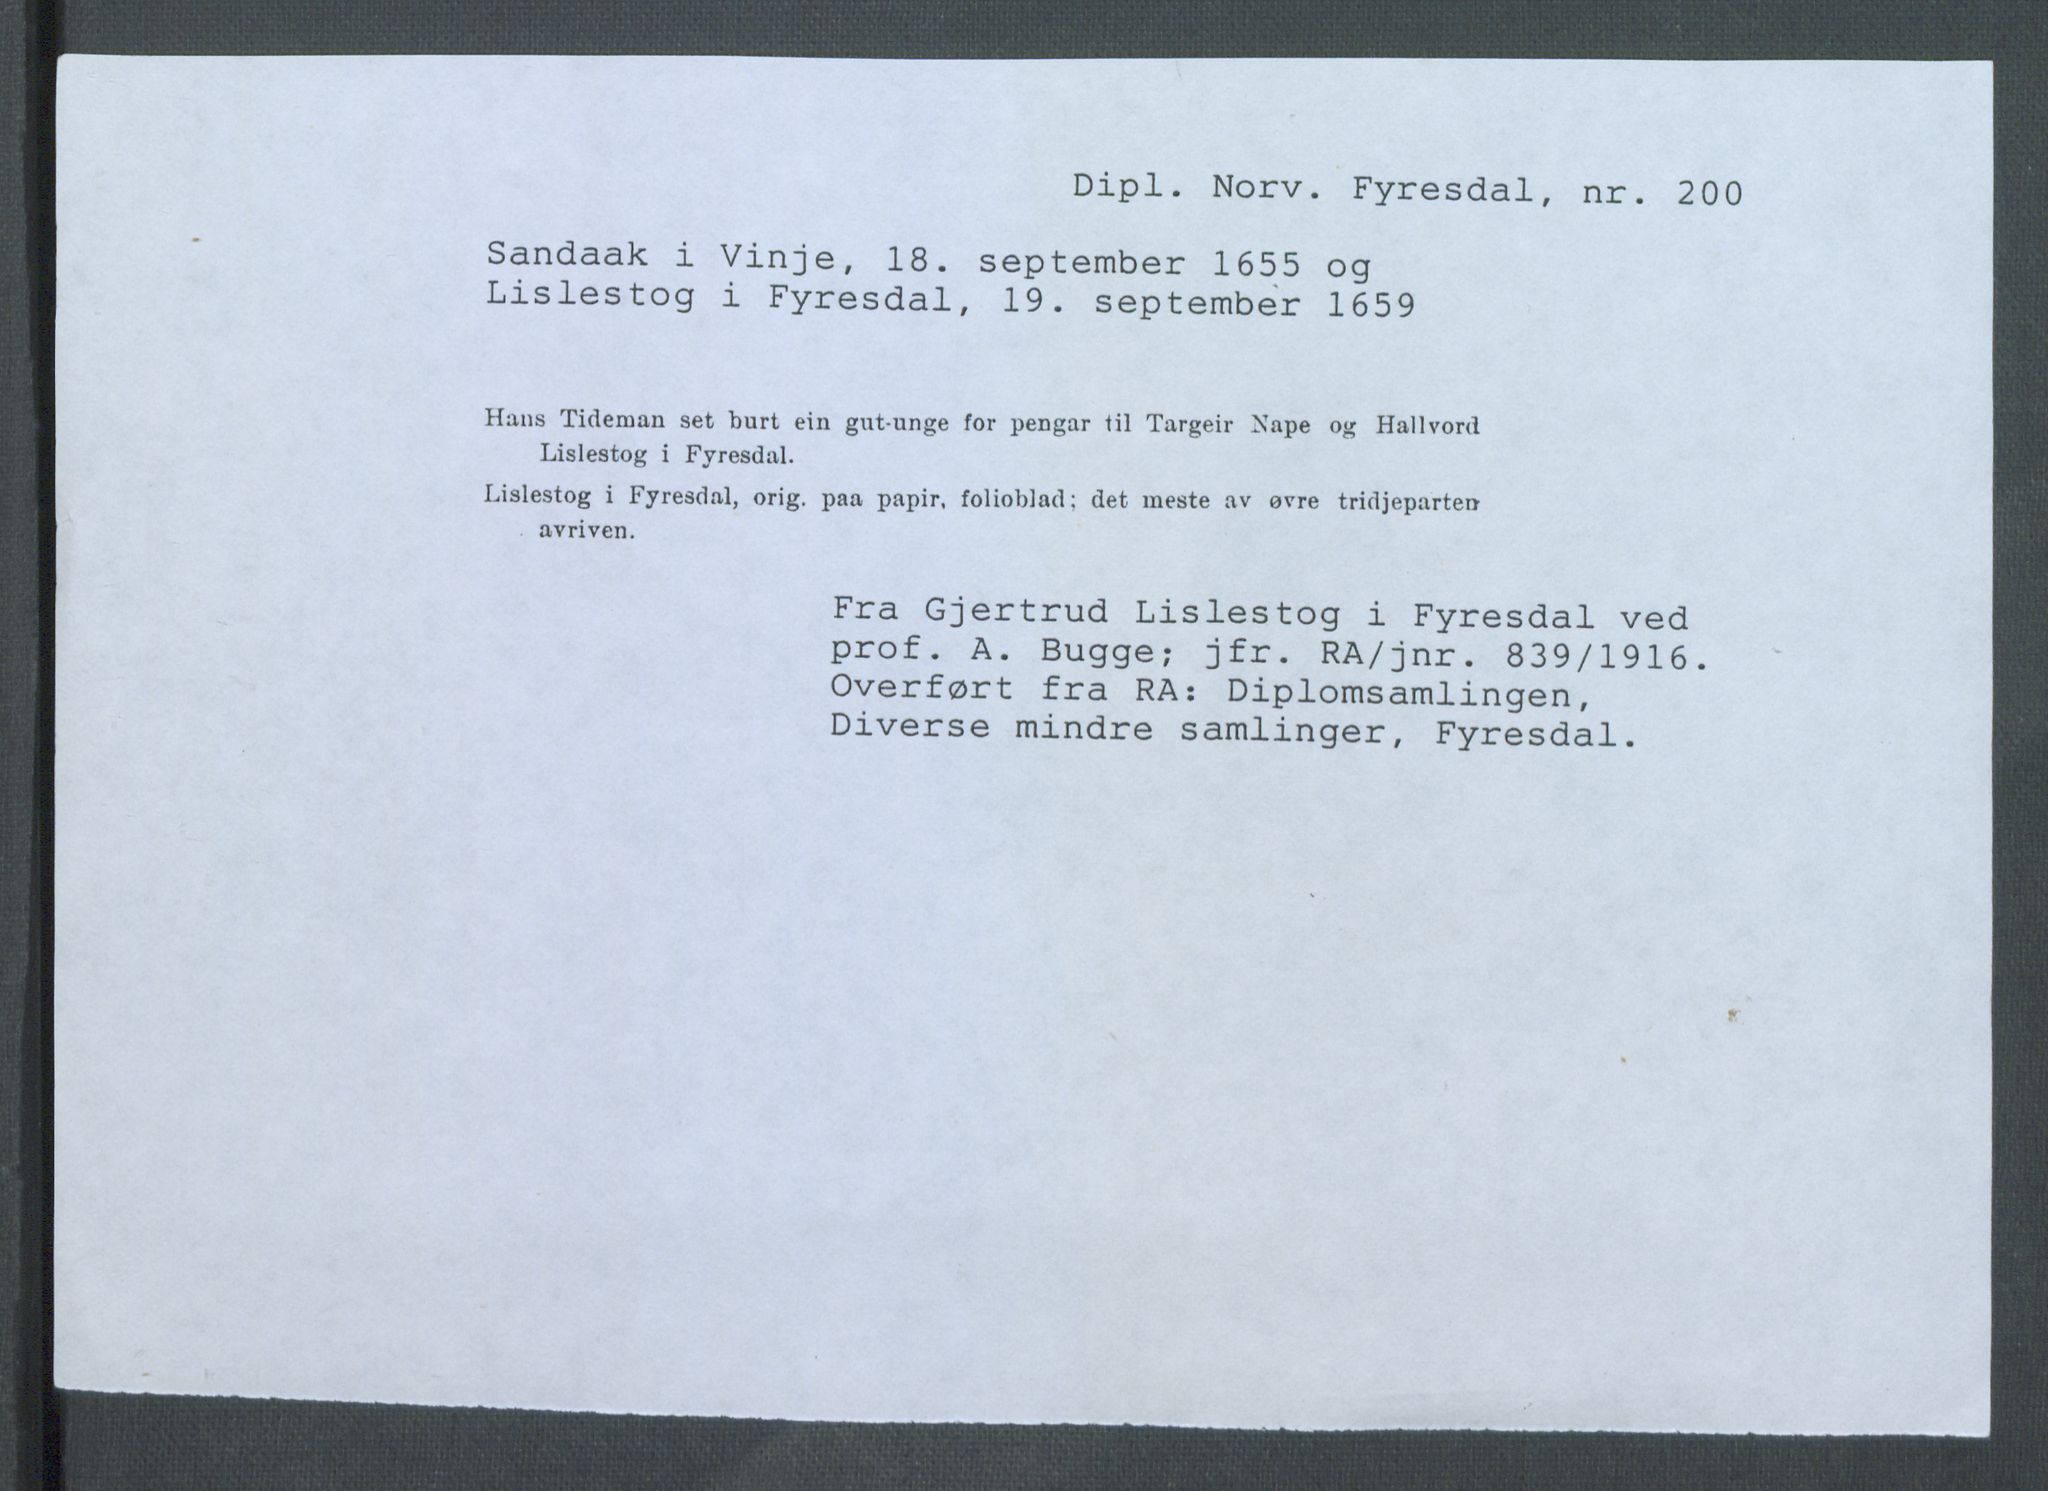 Dipl. Norv. Fyresdal, nr. 200
Sandaak i Vinje, 18. september 1655 og
Lislestog i Fyresdal, 19. september 1659
Hans Tideman set burt ein gut-unge for pengar til Targeir Nape og Hallvord
Lislestog i Fyresdal.
Lislestog i Fyresdal, orig. paa papir, folioblad; det meste av øvre tridjeparten
avriven.
Fra Gjertrud Lislestog i Fyresdal ved
prof. A. Bugge; jfr. RA/jnr. 839/1916.
Overført fra RA: Diplomsamlingen,
Diverse mindre samlinger, Fyresdal.